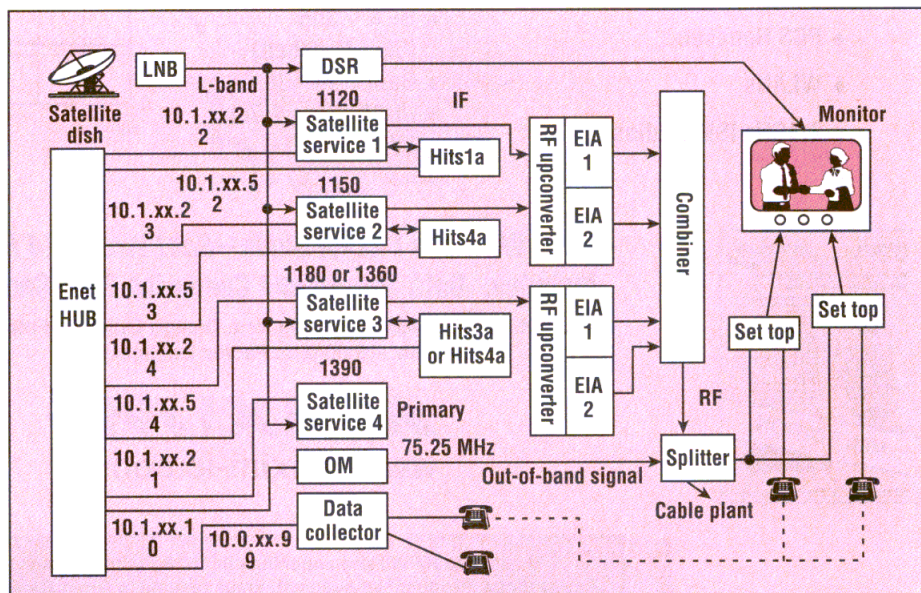 LNB
L-band
DSR
Satellite
dish
Monitor
10.1.xx.2
2
1120
Satellite
service 1
IF
Hits1a
RF upconverter
EIA
1
EIA
2
Combiner
10.1.xx.5
2
1150
Satellite
service 2
Hits4a
10.1.xx.2
3
Enet
HUB
10.1.xx.5
3
1180 or 1360
Satellite
service 3
Hits3a
or Hits4a
RF upconverter
EIA
1
EIA
2
Set top
Set top
10.1.xx.2
4
1390
Satellite
service 4
Primary
RF
10.1.xx.5
4
75.25 MHz
OM
Out-of-band signal
Splitter
Cable plant
10.1.xx.2
1
Data
collector
10.1.xx.1
0
10.0.xx.9
9